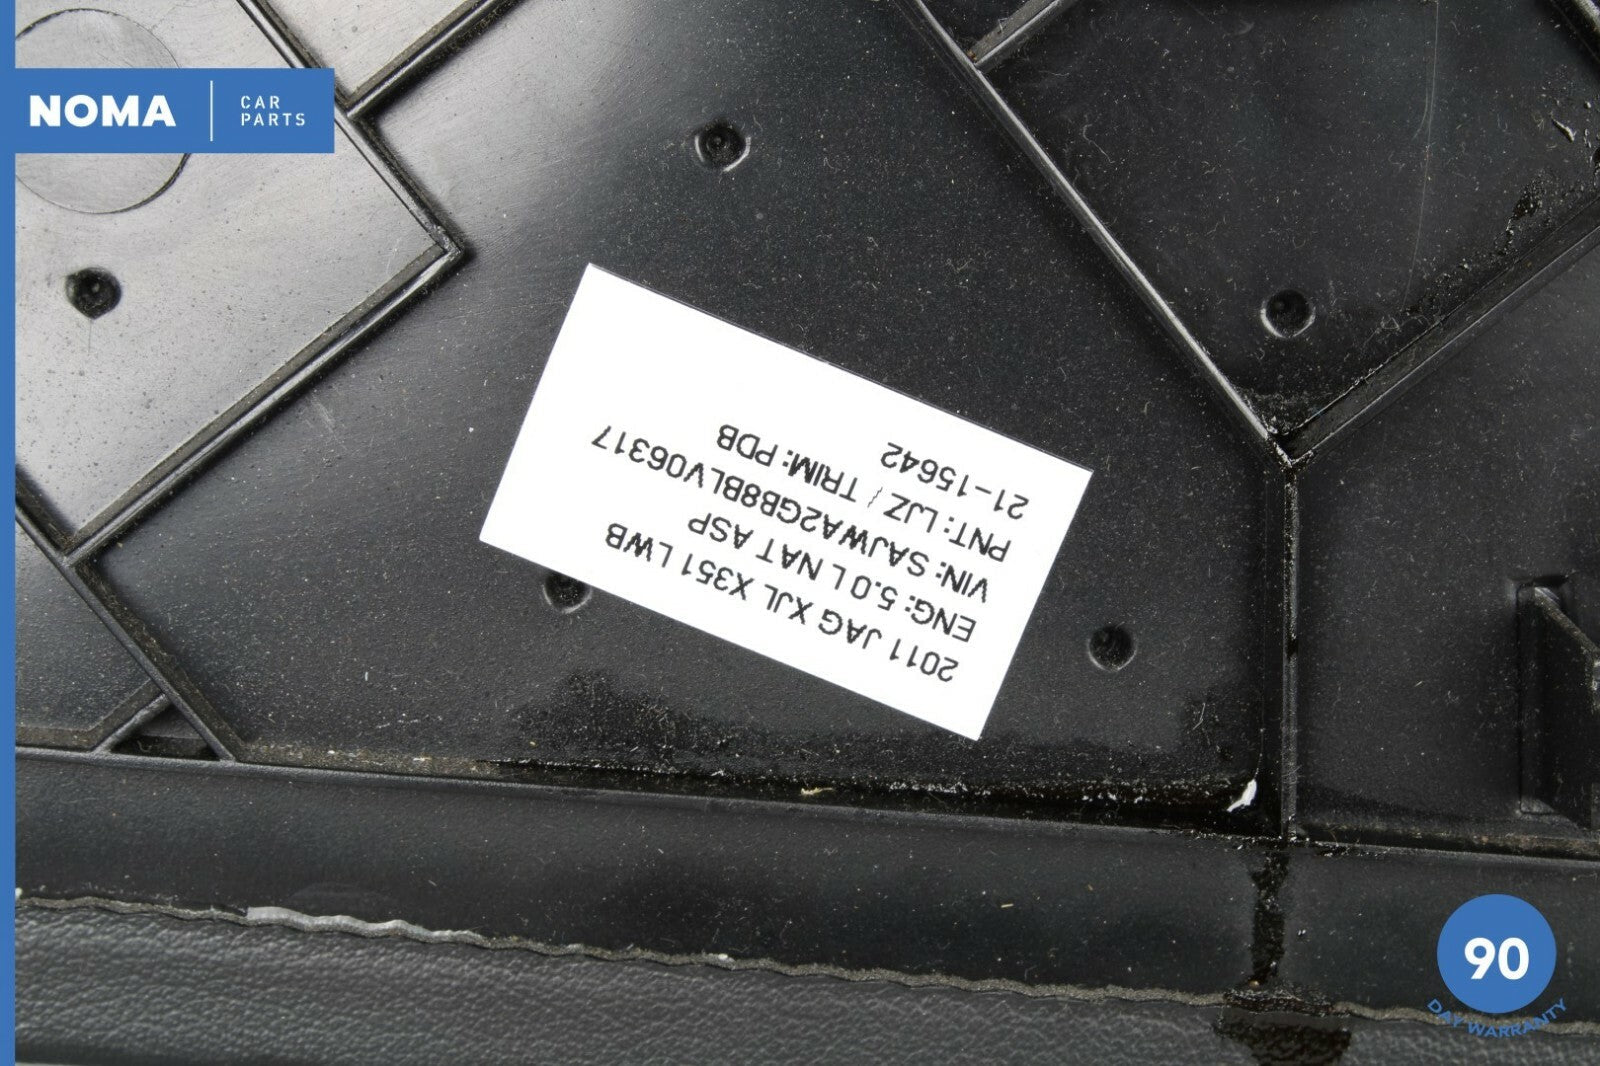 NOMA
CAR
PARTS
2011 JAG XJL X351 LWB
ENG: 5.0 L NAT ASP
VIN: SAJWA2GB8BLV06317
PNT: LJZ / TRIM: PDB
21-15642
90
DAY WARRANTY